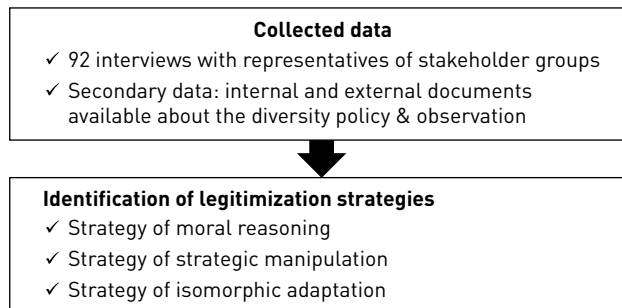 Collected data
✓ 92 interviews with representatives of stakeholder groups
✓ Secondary data: internal and external documents
available about the diversity policy & observation
Identification of legitimization strategies
✓ Strategy of moral reasoning
✓ Strategy of strategic manipulation
✓ Strategy of isomorphic adaptation